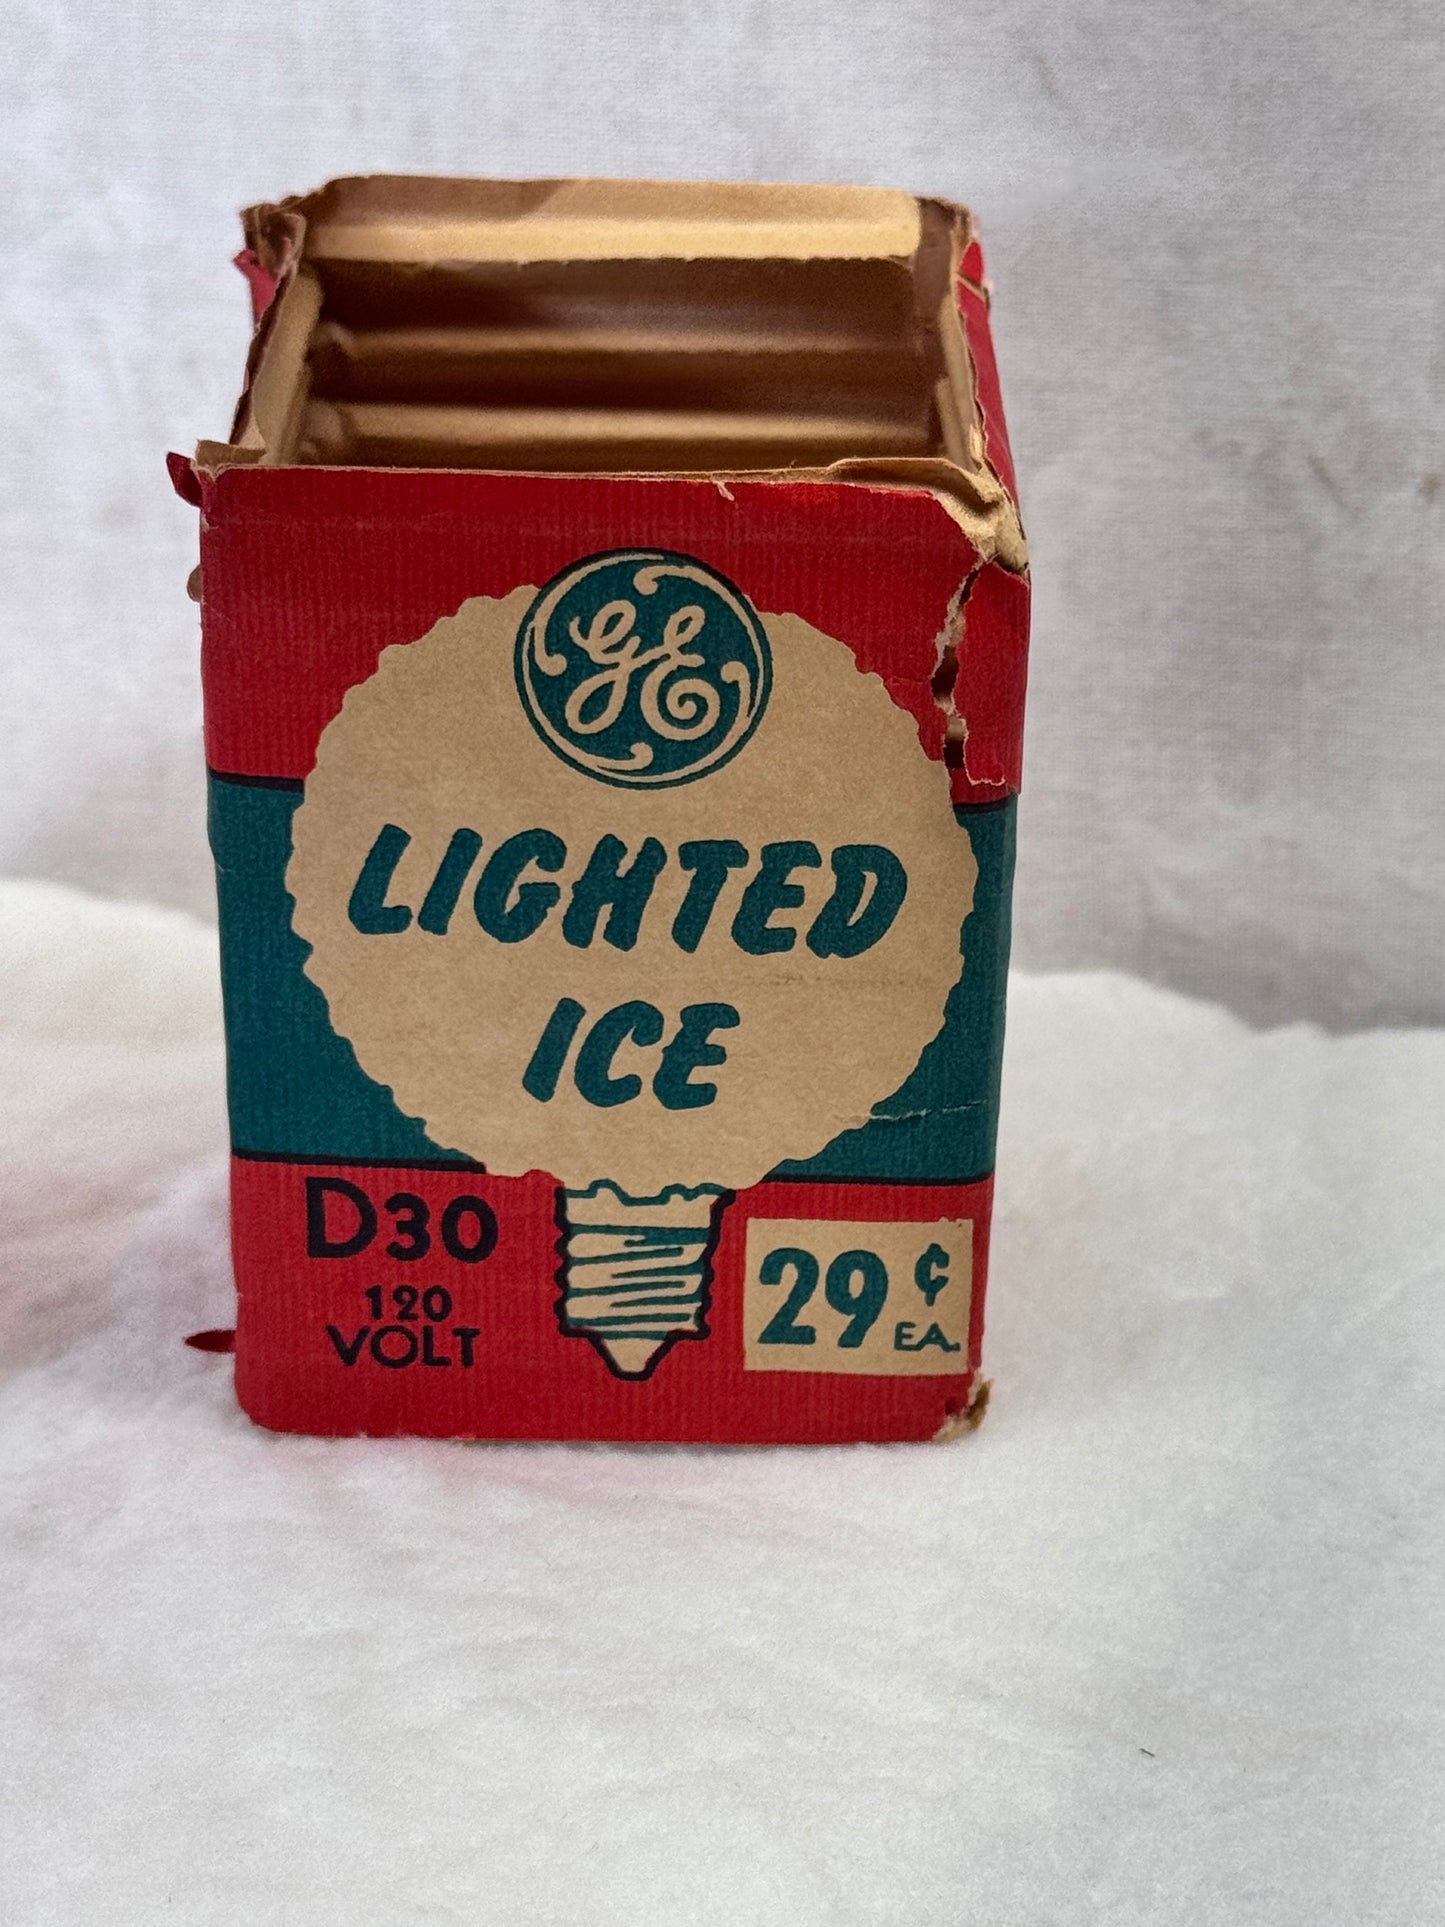 GE
LIGHTED
ICE
D30
120
VOLT
29¢
EA.